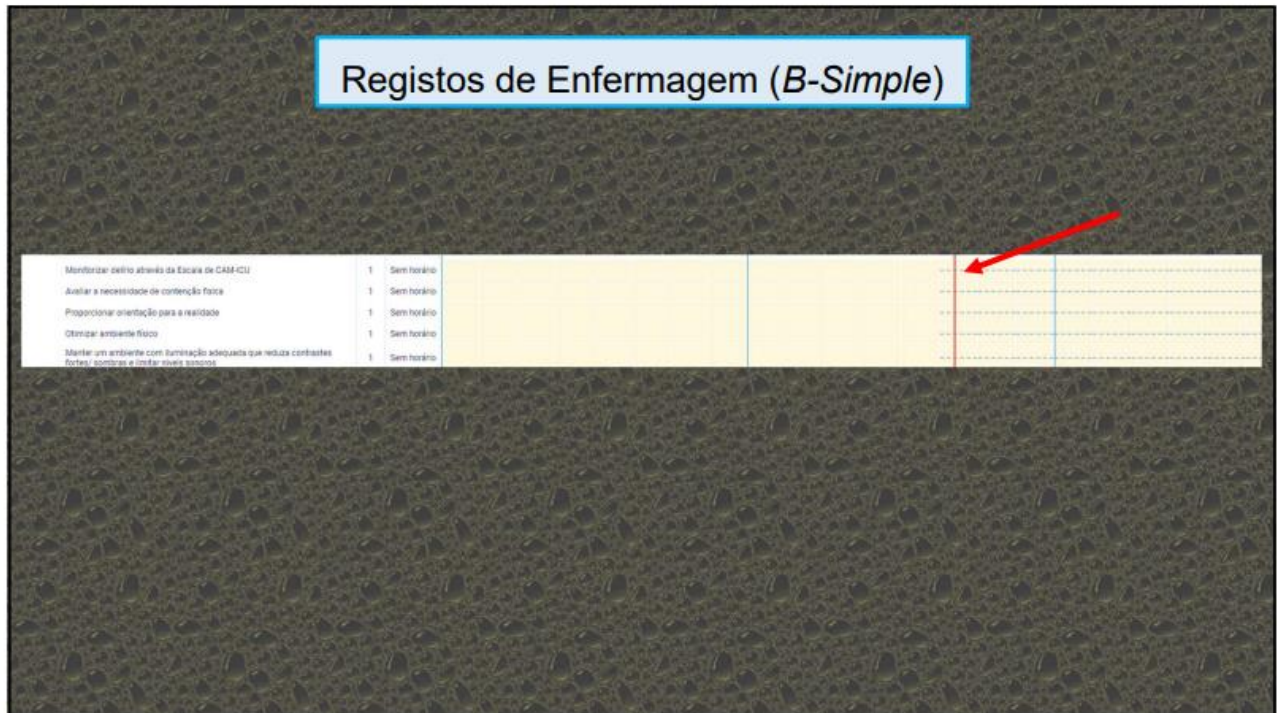 Registos de Enfermagem (B-Simple)
Monitorizar delírio através da Escala de CAM-ICU 1 Sem horário
Avaliar a necessidade de contenção física 1 Sem horário
Proporcionar orientação para a realidade 1 Sem horário
Otimizar ambiente físico 1 Sem horário
Manter um ambiente com iluminação adequada que reduza contrastes
fortes/ sombras e limitar níveis sonoros 1 Sem horário